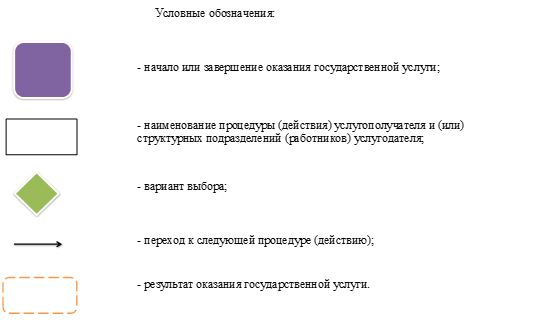 Условные обозначения:
- начало или завершение оказания государственной услуги;
- наименование процедуры (действия) услугополучателя и (или)
структурных подразделений (работников) услугодателя;
- вариант выбора;
- переход к следующей процедуре (действию);
- результат оказания государственной услуги.